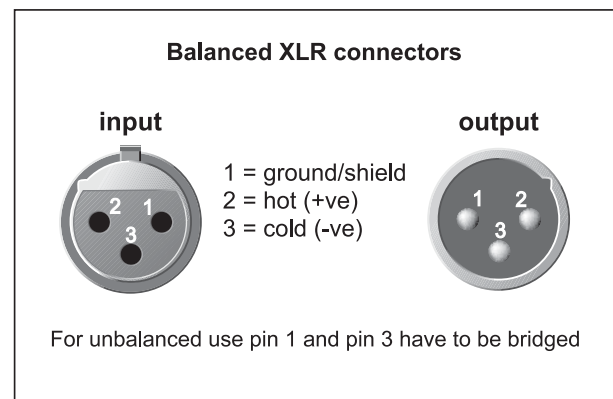 Balanced XLR connectors
input
output
1 = ground/shield
2 = hot (+ve)
3 = cold (-ve)
2 1
3
1 2
3
For unbalanced use pin 1 and pin 3 have to be bridged